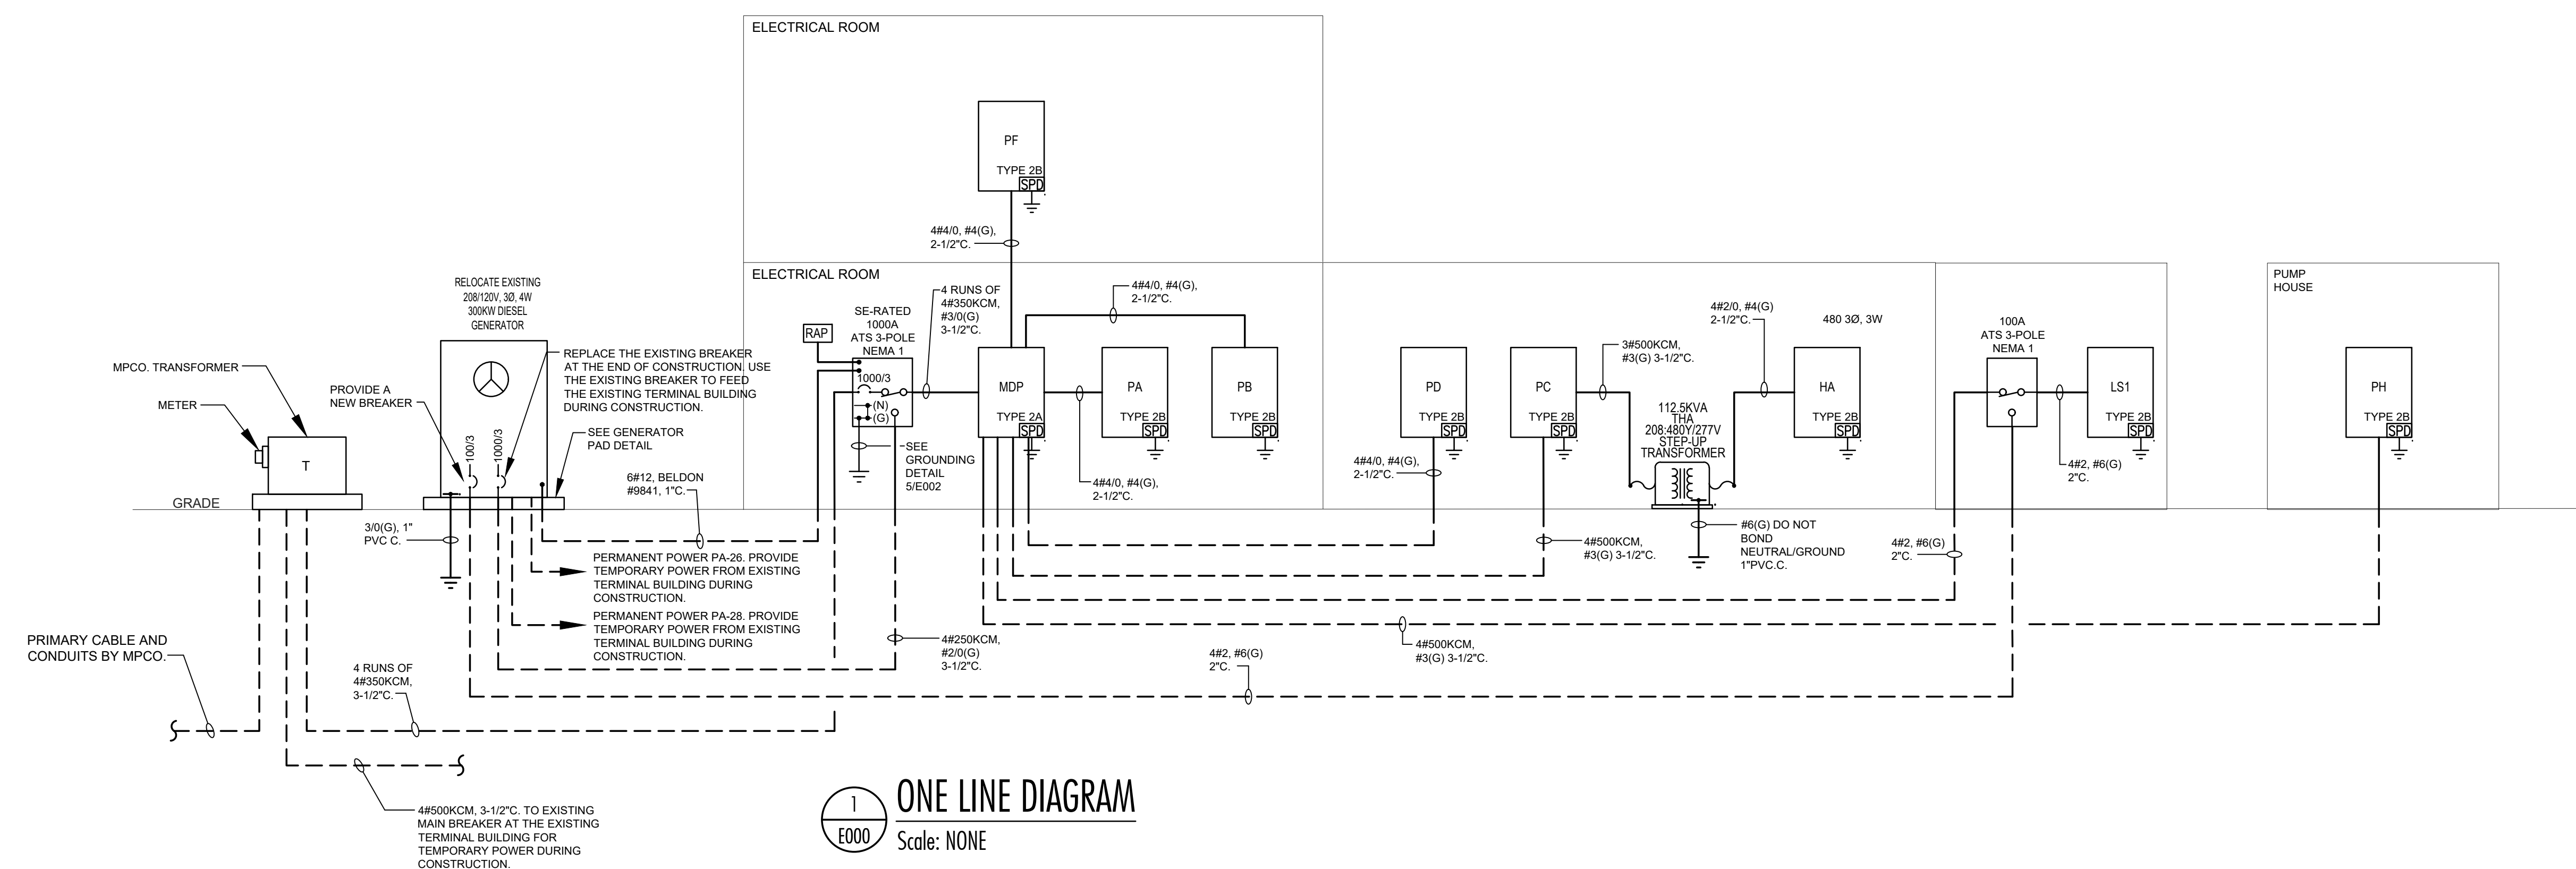 ELECTRICAL ROOM
PF
TYPE 2B
SPD
4#4/0, #4(G),
2-1/2"C.
ELECTRICAL ROOM
RELOCATE EXISTING
208/120V, 3Ø, 4W
300KW DIESEL
GENERATOR
MPCO. TRANSFORMER
METER
T
GRADE
PROVIDE A
NEW BREAKER
100/3
1000/3
REPLACE THE EXISTING BREAKER
AT THE END OF CONSTRUCTION. USE
THE EXISTING BREAKER TO FEED
THE EXISTING TERMINAL BUILDING
DURING CONSTRUCTION.
SEE GENERATOR
PAD DETAIL
6#12, BELDON
#9841, 1"C.
3/0(G), 1"
PVC C.
PERMANENT POWER PA-26. PROVIDE
TEMPORARY POWER FROM EXISTING
TERMINAL BUILDING DURING
CONSTRUCTION.
PERMANENT POWER PA-28. PROVIDE
TEMPORARY POWER FROM EXISTING
TERMINAL BUILDING DURING
CONSTRUCTION.
PRIMARY CABLE AND
CONDUITS BY MPCO.
4 RUNS OF
4#350KCM,
3-1/2"C.
4#500KCM, 3-1/2"C. TO EXISTING
MAIN BREAKER AT THE EXISTING
TERMINAL BUILDING FOR
TEMPORARY POWER DURING
CONSTRUCTION.
RAP
SE-RATED
1000A
ATS 3-POLE
NEMA 1
1000/3
(N)
(G)
SEE
GROUNDING
DETAIL
5/E002
4 RUNS OF
4#350KCM,
#3/0(G)
3-1/2"C.
MDP
TYPE 2A
SPD
4#4/0, #4(G),
2-1/2"C.
4#4/0, #4(G),
2-1/2"C.
PA
TYPE 2B
SPD
PB
TYPE 2B
SPD
4#250KCM,
#2/0(G)
3-1/2"C.
4#4/0, #4(G),
2-1/2"C.
PD
TYPE 2B
SPD
PC
TYPE 2B
SPD
3#500KCM,
#3(G) 3-1/2"C.
4#500KCM,
#3(G) 3-1/2"C.
112.5KVA
THA
208:480Y/277V
STEP-UP
TRANSFORMER
#6(G) DO NOT
BOND
NEUTRAL/GROUND
1"PVC.C.
4#2/0, #4(G)
2-1/2"C.
480 3Ø, 3W
HA
TYPE 2B
SPD
4#2, #6(G)
2"C.
100A
ATS 3-POLE
NEMA 1
LS1
TYPE 2B
SPD
4#2, #6(G)
2"C.
PUMP
HOUSE
PH
TYPE 2B
SPD
4#500KCM,
#3(G) 3-1/2"C.
4#2, #6(G)
2"C.
1
E000
ONE LINE DIAGRAM
Scale: NONE